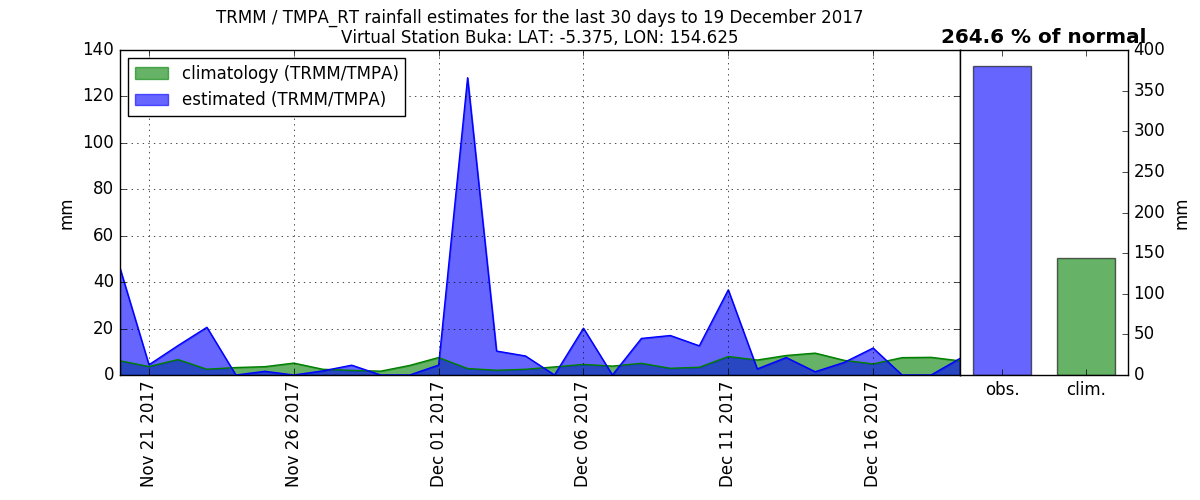 TRMM / TMPA_RT rainfall estimates for the last 30 days to 19 December 2017
Virtual Station Buka: LAT: -5.375, LON: 154.625
264.6 % of normal
climatology (TRMM/TMPA)
estimated (TRMM/TMPA)
140
120
100
80
60
40
20
0
mm
Nov 21 2017
Nov 26 2017
Dec 01 2017
Dec 06 2017
Dec 11 2017
Dec 16 2017
400
350
300
250
200
150
100
50
0
mm
obs.
clim.